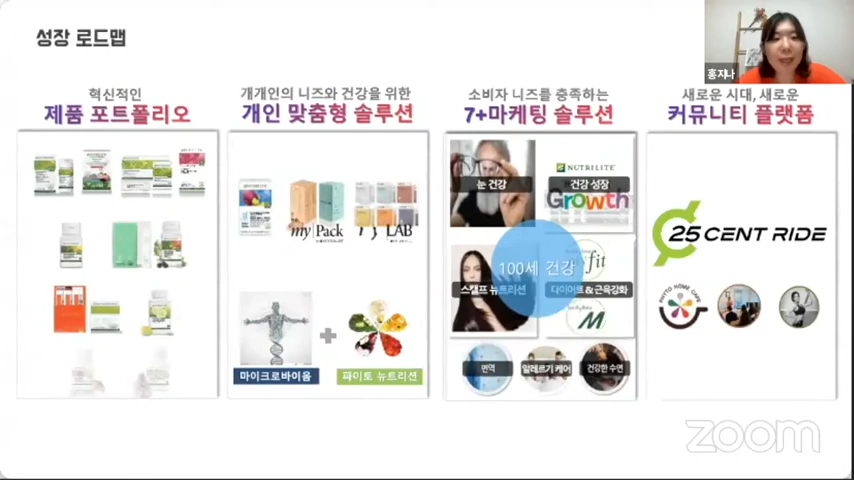 성장 로드맵
홍지나
혁신적인
제품 포트폴리오
개개인의 니즈와 건강을 위한
개인 맞춤형 솔루션
my Pack
LAB
마이크로바이옴
+
파이토 뉴트리션
소비자 니즈를 충족하는
7+마케팅 솔루션
눈 건강
NUTRILITE
건강 성장
Growth
100세 건강
fit
스캘프 뉴트리션
다이어트&근육강화
M
면역
알레르기 케어
건강한 수면
새로운 시대, 새로운
커뮤니티 플랫폼
25 CENT RIDE
PHYTO HOME CAFE
zoom